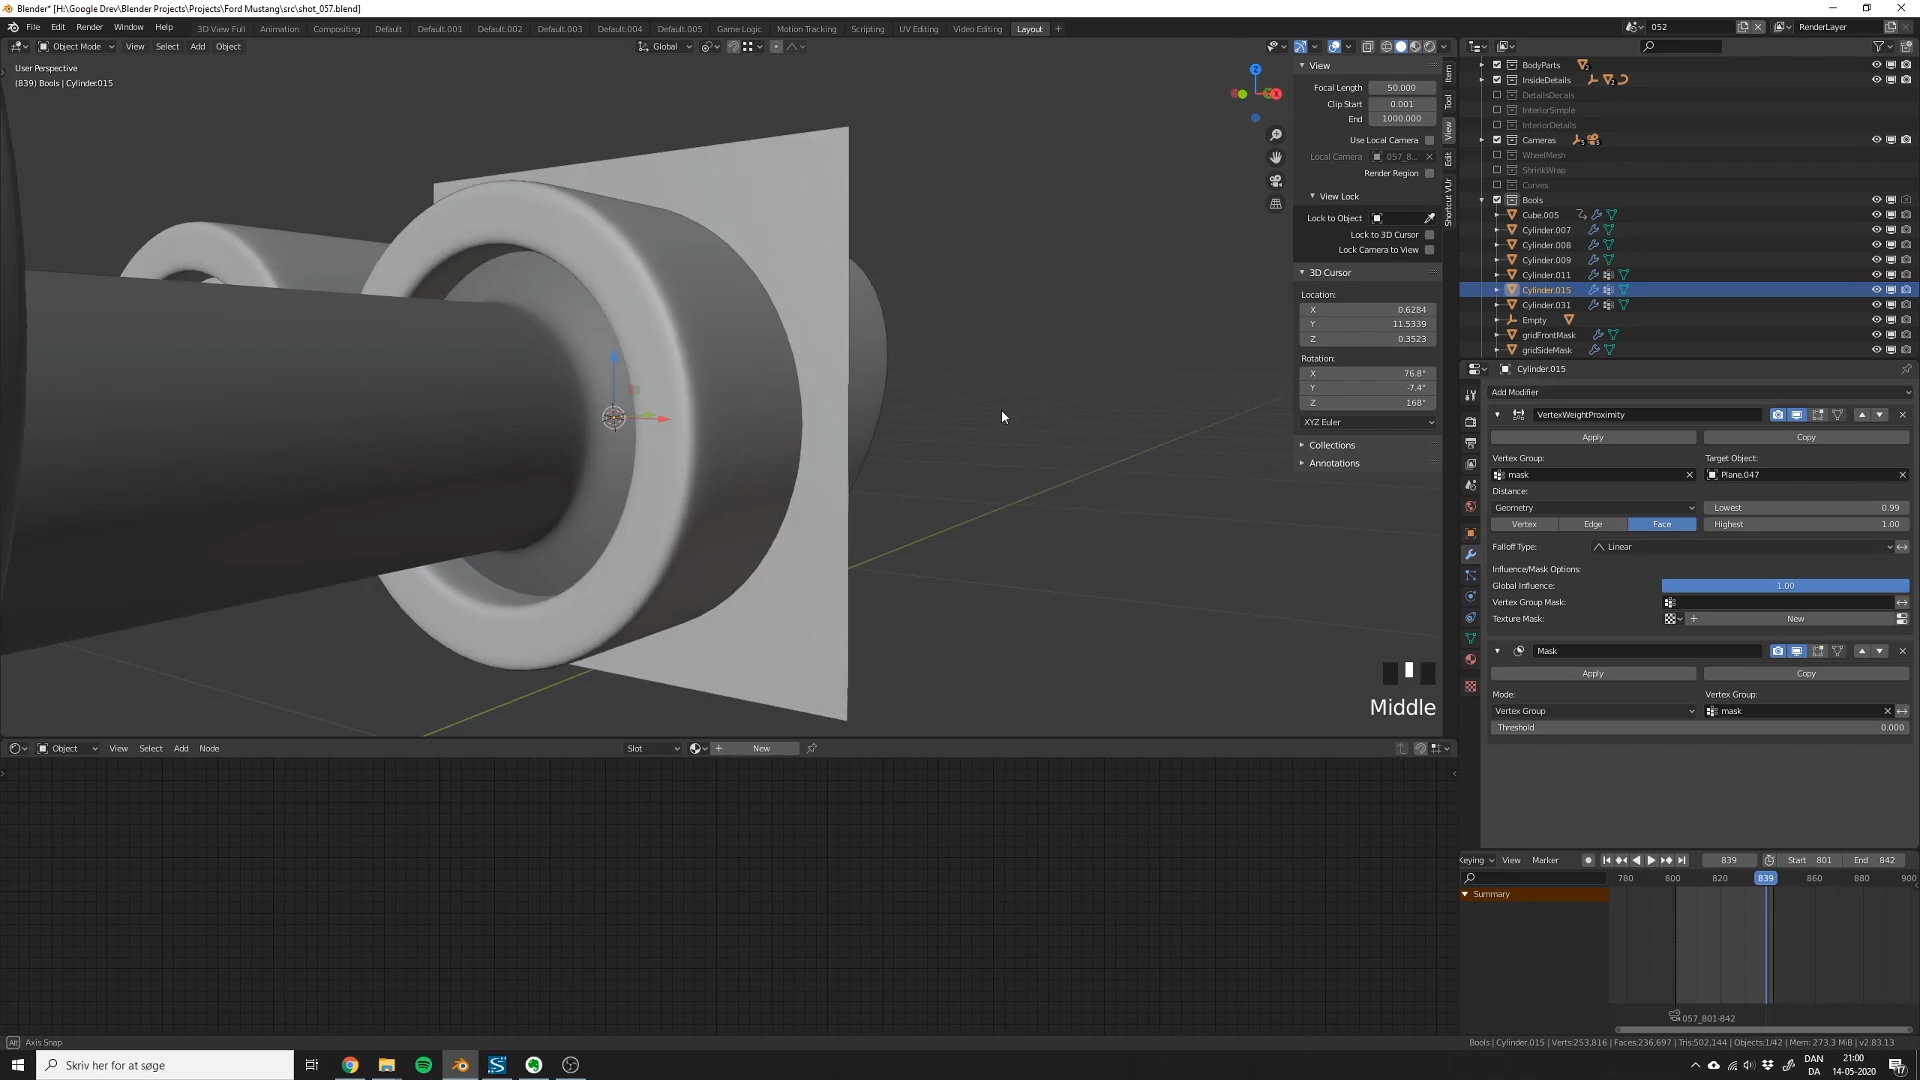 Blender* [H:\Google Drev\Blender Projects\Projects\Ford Mustang\src\shot_057.blend]
File Edit Render Window Help 3D View Full Animation Compositing Default Default.001 Default.002 Default.003 Default.004 Default.005 Game Logic Motion Tracking Scripting UV Editing Video Editing Layout + 052 RenderLayer
Object Mode View Select Add Object Global
User Perspective
(839) Bools | Cylinder.015
View
Focal Length 50.000
Clip Start 0.001
End 1000.000
Use Local Camera
Local Camera 057_8...
Render Region
View Lock
Lock to Object
Lock to 3D Cursor
Lock Camera to View
3D Cursor
Location:
X 0.6284
Y 11.5339
Z 0.3523
Rotation:
X 76.8°
Y -7.4°
Z 168°
XYZ Euler
Collections
Annotations
Item
Tool
View
Edit
Shortcut VUr
BodyParts
InsideDetails
DetailsDecals
InteriorSimple
InteriorDetails
Cameras
WheelMesh
ShrinkWrap
Curves
Bools
Cube.005
Cylinder.007
Cylinder.008
Cylinder.009
Cylinder.011
Cylinder.015
Cylinder.031
Empty
gridFrontMask
gridSideMask
Cylinder.015
Add Modifier
VertexWeightProximity
Apply Copy
Vertex Group: Target Object:
mask Plane.047
Distance:
Geometry Lowest 0.99
Vertex Edge Face Highest 1.00
Falloff Type: Linear
Influence/Mask Options:
Global Influence: 1.00
Vertex Group Mask:
Texture Mask: New
Mask
Apply Copy
Mode: Vertex Group:
Vertex Group mask
Threshold 0.000
Middle
Object View Select Add Node Slot New
Keying View Marker 839 Start 801 End 842
780 800 820 839 860 880 900
Summary
057_801-842
Alt Axis Snap
Bools | Cylinder.015 | Verts:253,816 | Faces:236,697 | Tris:502,144 | Objects:1/42 | Mem: 273.3 MiB | v2.83.13
Skriv her for at søge
DAN
DA
21:00
14-05-2020